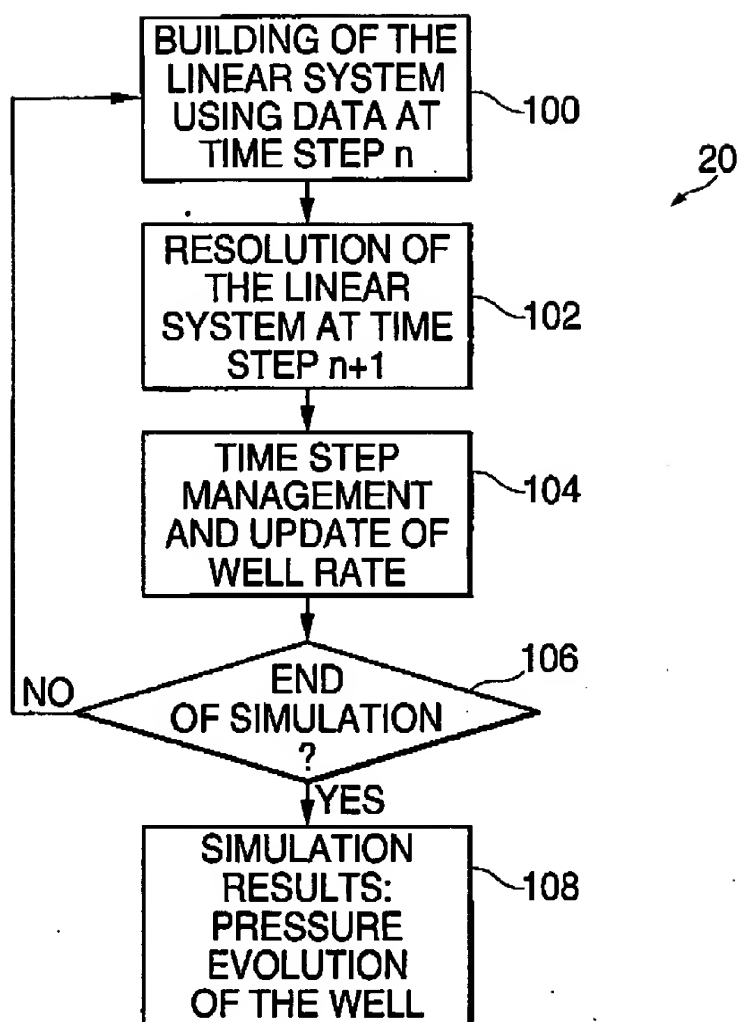 BUILDING OF THE
LINEAR SYSTEM
USING DATA AT
TIME STEP n
100
20
RESOLUTION OF
THE LINEAR
SYSTEM AT TIME
STEP n+1
102
TIME STEP
MANAGEMENT
AND UPDATE OF
WELL RATE
104
106
END
OF SIMULATION
?
NO
YES
SIMULATION
RESULTS:
PRESSURE
EVOLUTION
OF THE WELL
108